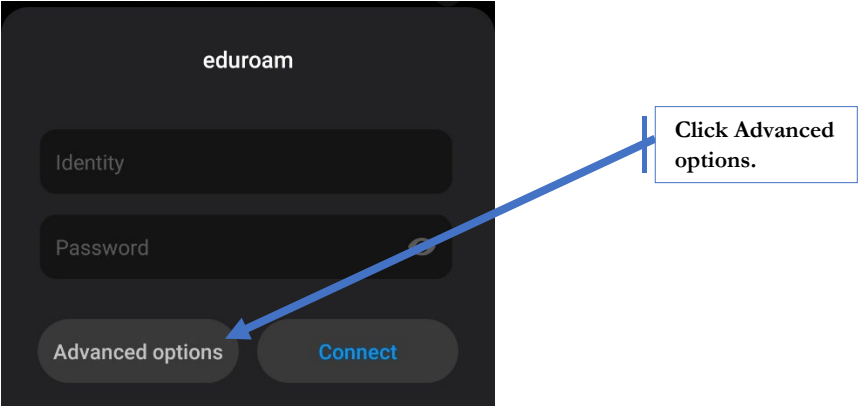 eduroam
Identity
Password
Advanced options
Connect
Click Advanced
options.